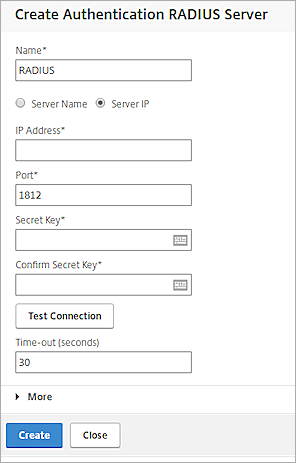 Create Authentication RADIUS Server
Name*
RADIUS
Server Name Server IP
IP Address*
Port*
1812
Secret Key*
Confirm Secret Key*
Test Connection
Time-out (seconds)
30
More
Create Close